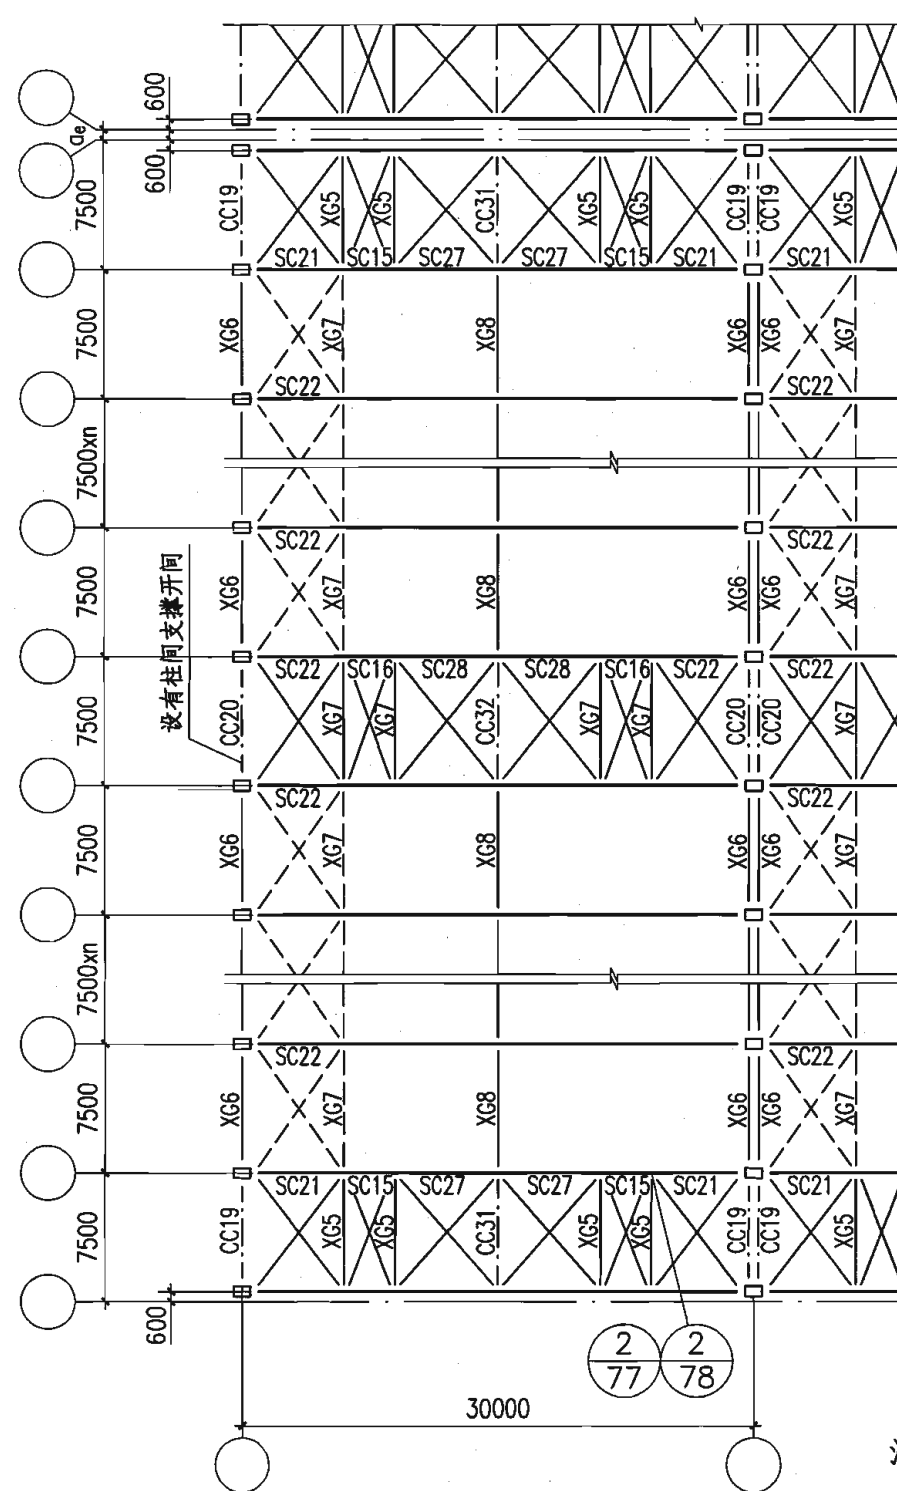 600
ae
600
7500
CC19
XG5
XG5
CC31
XG5
XG5
CC19
CC19
XG5
SC21
SC15
SC27
SC27
SC15
SC21
SC21
7500
XG6
XG7
XG8
XG6
XG6
XG7
SC22
SC22
7500xn
SC22
SC22
设有柱间支撑开间
7500
XG6
XG7
XG8
XG6
XG6
XG7
SC22
SC16
SC28
SC28
SC16
SC22
SC22
7500
CC20
XG7
XG7
CC32
XG7
XG7
CC20
CC20
XG7
SC22
SC22
7500
XG6
XG7
XG8
XG6
XG6
XG7
7500xn
SC22
SC22
7500
XG6
XG7
XG8
XG6
XG6
XG7
SC21
SC15
SC27
SC27
SC15
SC21
SC21
7500
CC19
XG5
XG5
CC31
XG5
XG5
CC19
CC19
XG5
600
2
77
2
78
30000